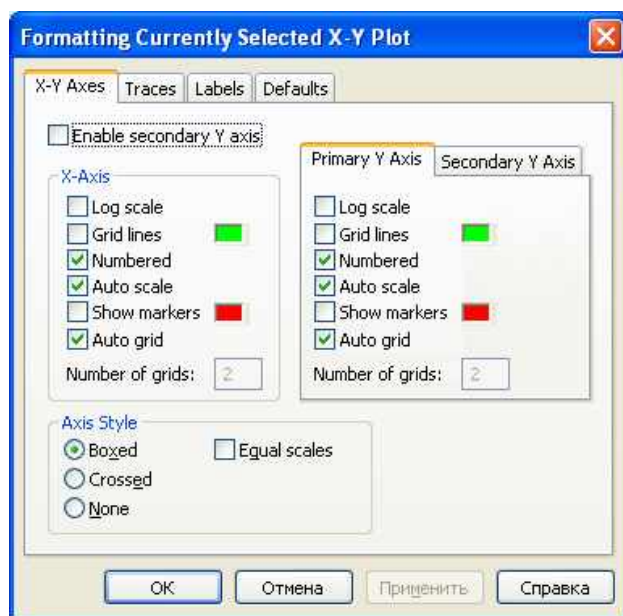 Formatting Currently Selected X-Y Plot
X-Y Axes Traces Labels Defaults
Enable secondary Y axis
X-Axis
Log scale
Grid lines
Numbered
Auto scale
Show markers
Auto grid
Number of grids: 2
Primary Y Axis Secondary Y Axis
Log scale
Grid lines
Numbered
Auto scale
Show markers
Auto grid
Number of grids: 2
Axis Style
Boxed Equal scales
Crossed
None
OK Отмена Применить Справка